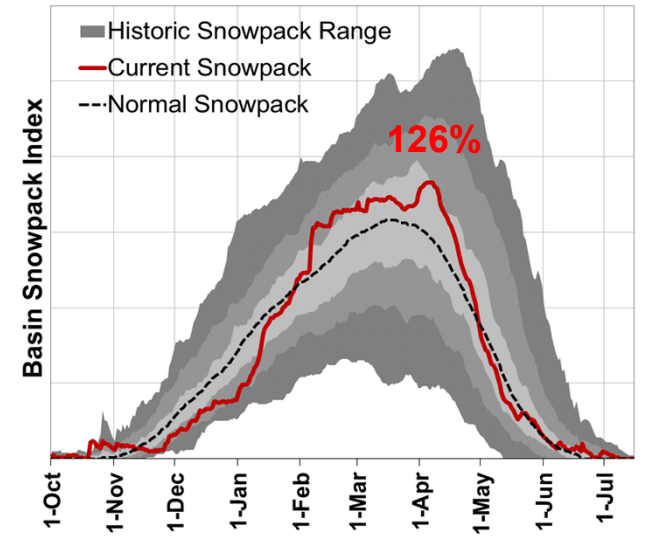 Historic Snowpack Range
Current Snowpack
Normal Snowpack
126%
Basin Snowpack Index
1-Oct
1-Nov
1-Dec
1-Jan
1-Feb
1-Mar
1-Apr
1-May
1-Jun
1-Jul